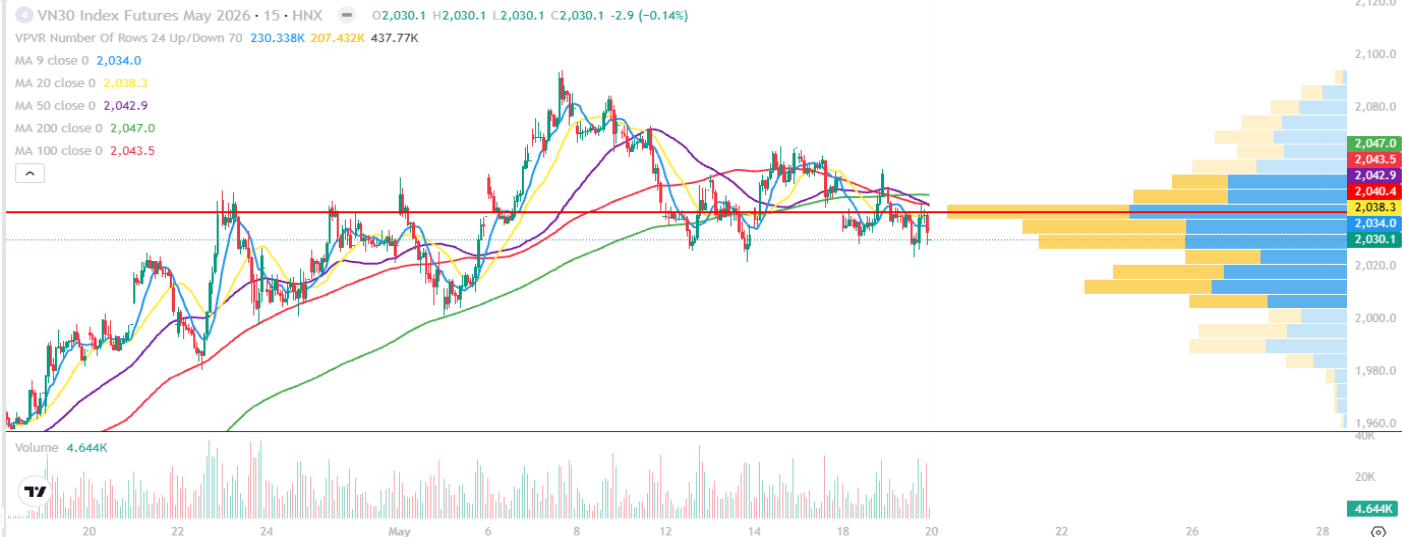 VN30 Index Futures May 2026 · 15 · HNX O2,030.1 H2,030.1 L2,030.1 C2,030.1 -2.9 (−0.14%)
VPVR Number Of Rows 24 Up/Down 70 230.338K 207.432K 437.77K
MA 9 close 0 2,034.0
MA 20 close 0 2,038.3
MA 50 close 0 2,042.9
MA 200 close 0 2,047.0
MA 100 close 0 2,043.5
2,120.0
2,100.0
2,080.0
2,047.0
2,043.5
2,042.9
2,040.4
2,038.3
2,034.0
2,030.1
2,020.0
2,000.0
1,980.0
1,960.0
Volume 4.644K
40K
20K
4.644K
20 22 24 May 6 8 12 14 18 20 22 26 28